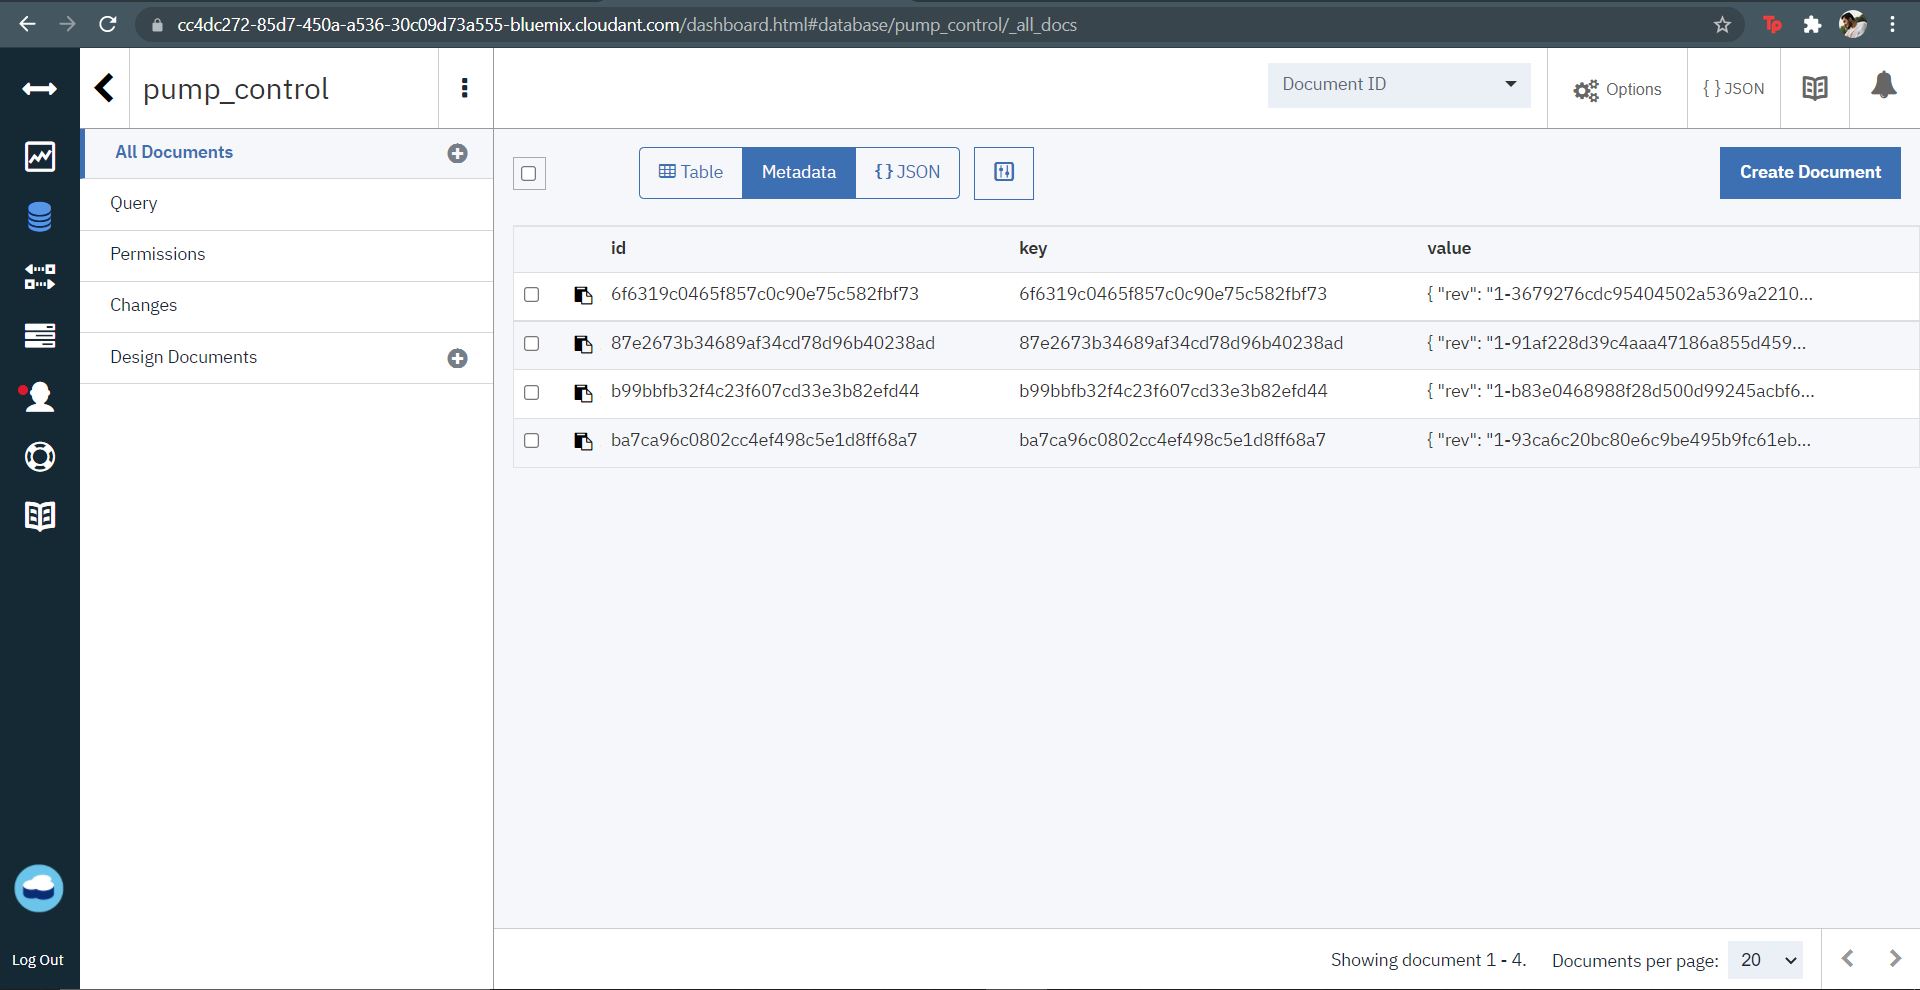 cc4dc272-85d7-450a-a536-30c09d73a555-bluemix.cloudant.com/dashboard.html#database/pump_control/_all_docs
Tp
pump_control
Document ID
Options
{ } JSON
All Documents
Query
Permissions
Changes
Design Documents
Table
Metadata
{ } JSON
Create Document
id key value
6f6319c0465f857c0c90e75c582fbf73 6f6319c0465f857c0c90e75c582fbf73 { "rev": "1-3679276cdc95404502a5369a2210...
87e2673b34689af34cd78d96b40238ad 87e2673b34689af34cd78d96b40238ad { "rev": "1-91af228d39c4aaa47186a855d459...
b99bbfb32f4c23f607cd33e3b82efd44 b99bbfb32f4c23f607cd33e3b82efd44 { "rev": "1-b83e0468988f28d500d99245acbf6...
ba7ca96c0802cc4ef498c5e1d8ff68a7 ba7ca96c0802cc4ef498c5e1d8ff68a7 { "rev": "1-93ca6c20bc80e6c9be495b9fc61eb...
Log Out
Showing document 1 - 4. Documents per page: 20